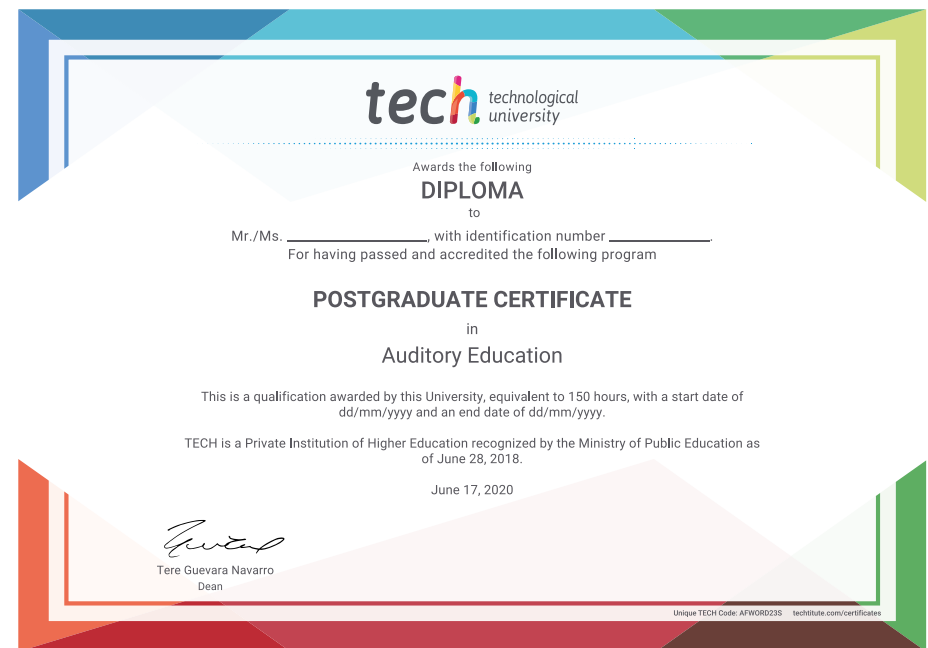 tech technological
university
Awards the following
DIPLOMA
to
Mr./Ms. ____________________, with identification number ______________.
For having passed and accredited the following program
POSTGRADUATE CERTIFICATE
in
Auditory Education
This is a qualification awarded by this University, equivalent to 150 hours, with a start date of
dd/mm/yyyy and an end date of dd/mm/yyyy.
TECH is a Private Institution of Higher Education recognized by the Ministry of Public Education as
of June 28, 2018.
June 17, 2020
Tere Guevara Navarro
Dean
Unique TECH Code: AFWORD23S techtitute.com/certificates